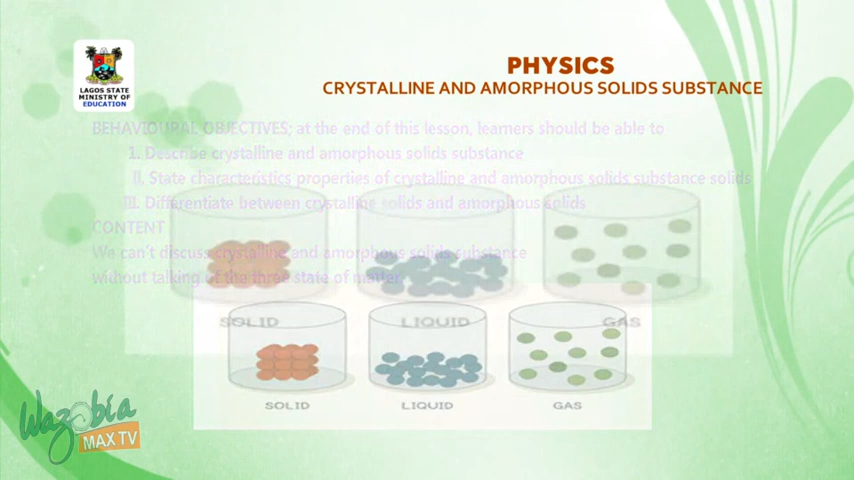 LAGOS STATE
MINISTRY OF
EDUCATION
PHYSICS
CRYSTALLINE AND AMORPHOUS SOLIDS SUBSTANCE
BEHAVIOUPAL OBJECTIVES; at the end of this lesson, learners should be able to
I. Describe crystalline and amorphous solids substance
II. State characteristics properties of crystalline and amorphous solids substance solids
III. Differentiate between crystalline solids and amorphous solids
CONTENT
We can't discuss crystalline and amorphous solids substance
without talking of the three state of matter
SOLID LIQUID GAS
SOLID LIQUID GAS
Wazobia
MAX TV